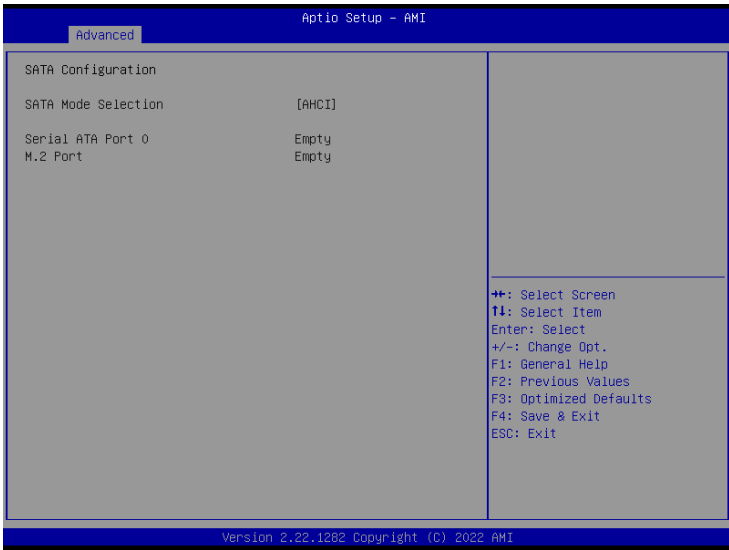 Aptio Setup – AMI
Advanced
SATA Configuration
SATA Mode Selection [AHCI]
Serial ATA Port 0 Empty
M.2 Port Empty
→←: Select Screen
↑↓: Select Item
Enter: Select
+/-: Change Opt.
F1: General Help
F2: Previous Values
F3: Optimized Defaults
F4: Save & Exit
ESC: Exit
Version 2.22.1282 Copyright (C) 2022 AMI